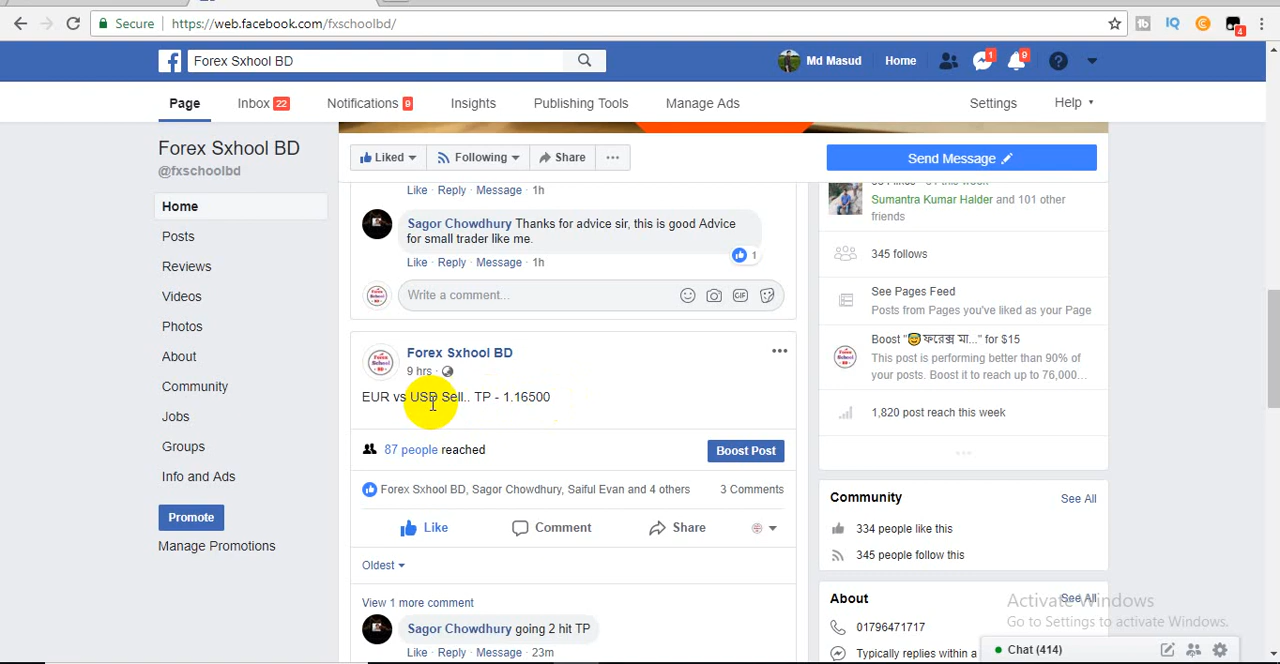 Secure https://web.facebook.com/fxschoolbd/
4
Forex Sxhool BD
Md Masud Home 1 9
Page Inbox 22 Notifications 9 Insights Publishing Tools Manage Ads Settings Help
Forex Sxhool BD
@fxschoolbd
Home
Posts
Reviews
Videos
Photos
About
Community
Jobs
Groups
Info and Ads
Promote
Manage Promotions
Liked Following Share
Send Message
Like · Reply · Message · 1h
Sagor Chowdhury Thanks for advice sir, this is good Advice
for small trader like me.
1
Like · Reply · Message · 1h
Write a comment...
GIF
Forex Sxhool BD
9 hrs ·
EUR vs USD Sell.. TP - 1.16500
87 people reached
Boost Post
Forex Sxhool BD, Sagor Chowdhury, Saiful Evan and 4 others 3 Comments
Like Comment Share
Oldest
View 1 more comment
Sagor Chowdhury going 2 hit TP
Like · Reply · Message · 23m
Sumantra Kumar Halder and 101 other
friends
345 follows
See Pages Feed
Posts from Pages you've liked as your Page
Boost "😇 ফরেক্স মা..." for $15
This post is performing better than 90% of
your posts. Boost it to reach up to 76,000...
1,820 post reach this week
Community See All
334 people like this
345 people follow this
About See All
01796471717
Typically replies within a
Activate Windows
Go to Settings to activate Windows.
Chat (414)